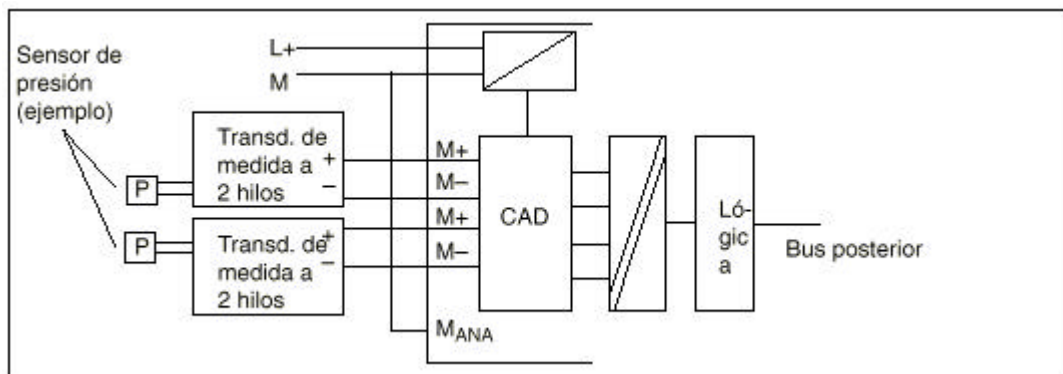 Sensor de
presión
(ejemplo)
L+
M
Transd. de
medida a
2 hilos
+
–
P
M+
M–
M+
M–
Transd. de
medida a
2 hilos
+
–
P
CAD
Ló-
gic
a
Bus posterior
MANA